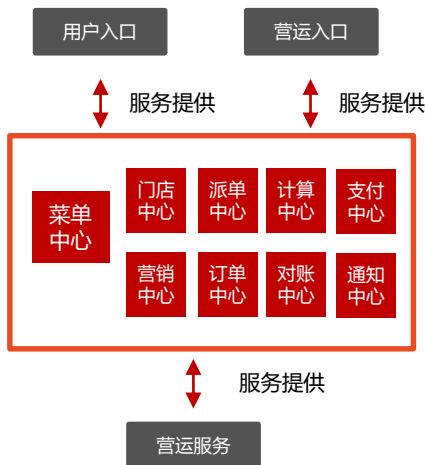 用户入口
营运入口
服务提供
服务提供
菜单
中心
门店
中心
派单
中心
计算
中心
支付
中心
营销
中心
订单
中心
对账
中心
通知
中心
服务提供
营运服务